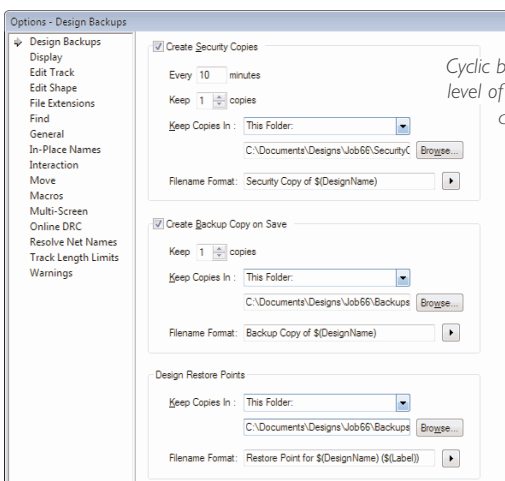 Options - Design Backups
Design Backups
Display
Edit Track
Edit Shape
File Extensions
Find
General
In-Place Names
Interaction
Move
Macros
Multi-Screen
Online DRC
Resolve Net Names
Track Length Limits
Warnings
Create Security Copies
Every 10 minutes
Keep 1 copies
Keep Copies In : This Folder:
C:\Documents\Designs\Job66\SecurityC Browse...
Filename Format: Security Copy of $(DesignName)
Create Backup Copy on Save
Keep 1 copies
Keep Copies In : This Folder:
C:\Documents\Designs\Job66\Backups Browse...
Filename Format: Backup Copy of $(DesignName)
Design Restore Points
Keep Copies In : This Folder:
C:\Documents\Designs\Job66\Backups Browse...
Filename Format: Restore Point for $(DesignName) ($(Label))
Cyclic b
level of